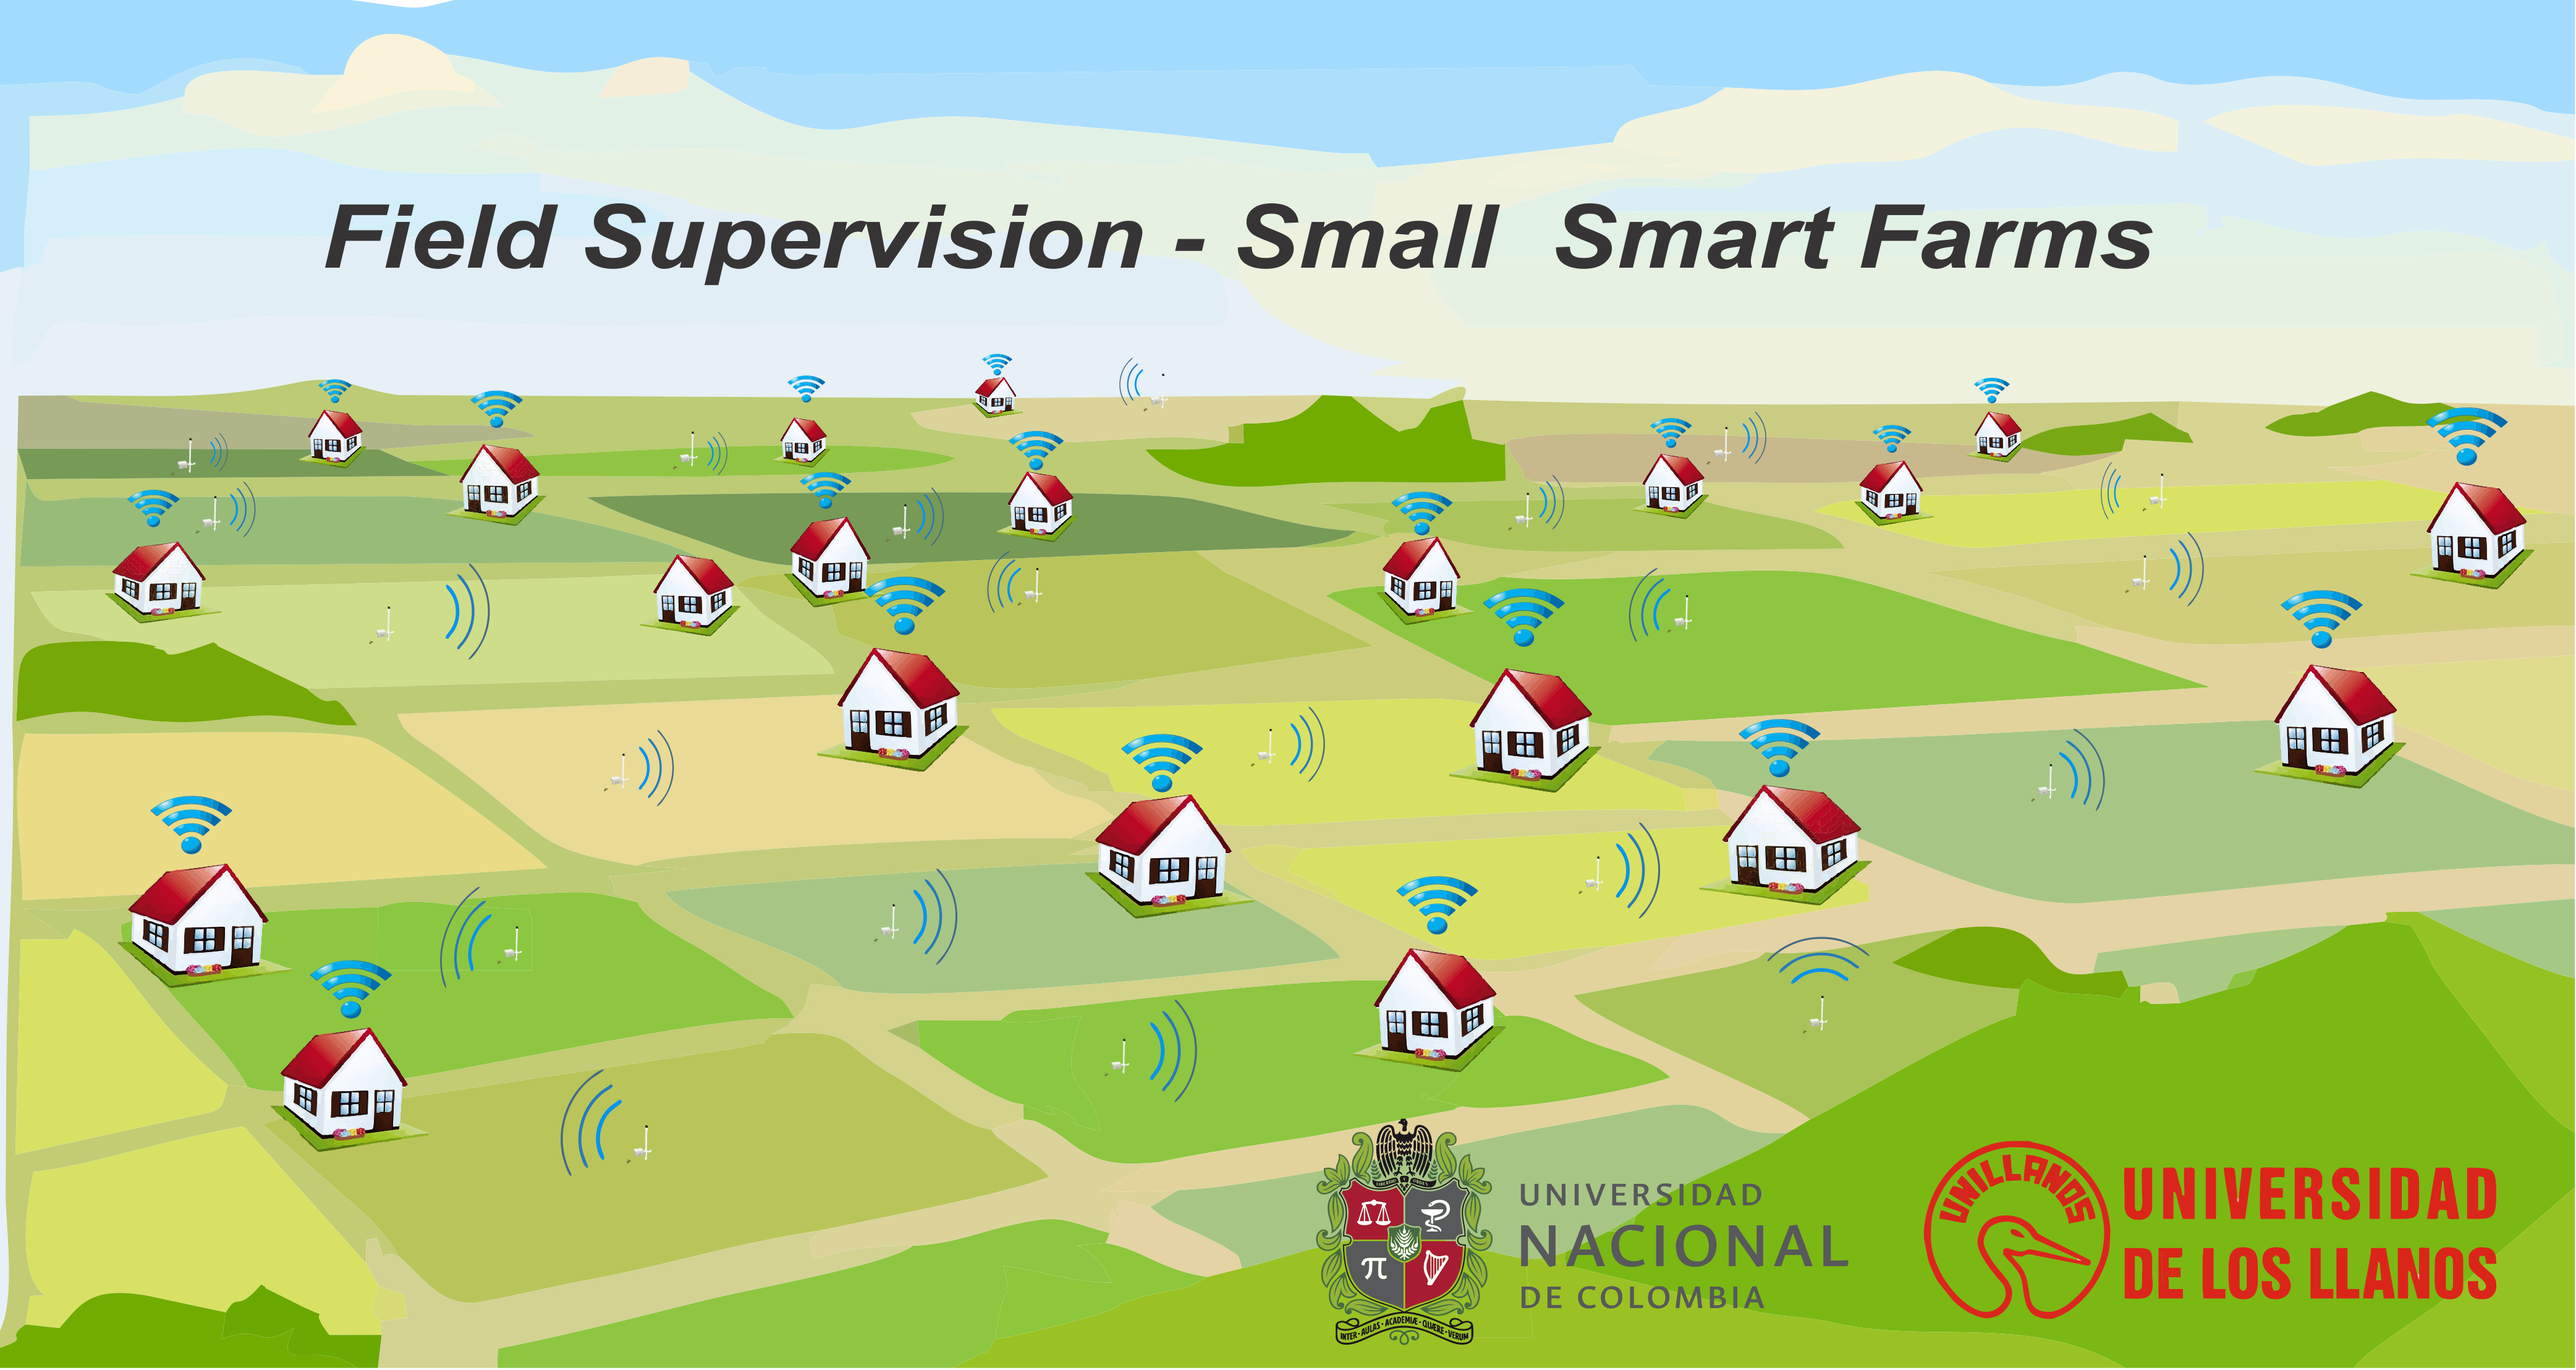 Field Supervision - Small  Smart Farms
UNIVERSIDAD
NACIONAL
DE COLOMBIA
INTER · AULAS · ACADEMIÆ · QUÆRE · VERUM
π
UNILLANOS
UNIVERSIDAD
DE LOS LLANOS